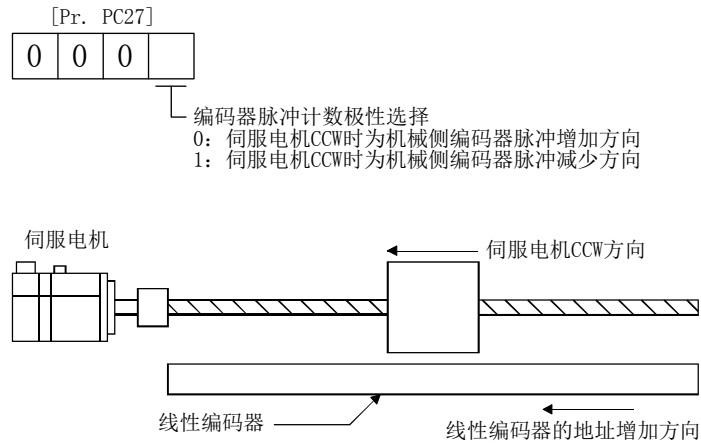 [Pr. PC27]
0 0 0
编码器脉冲计数极性选择
0: 伺服电机CCW时为机械侧编码器脉冲增加方向
1: 伺服电机CCW时为机械侧编码器脉冲减少方向
伺服电机
伺服电机CCW方向
线性编码器
线性编码器的地址增加方向